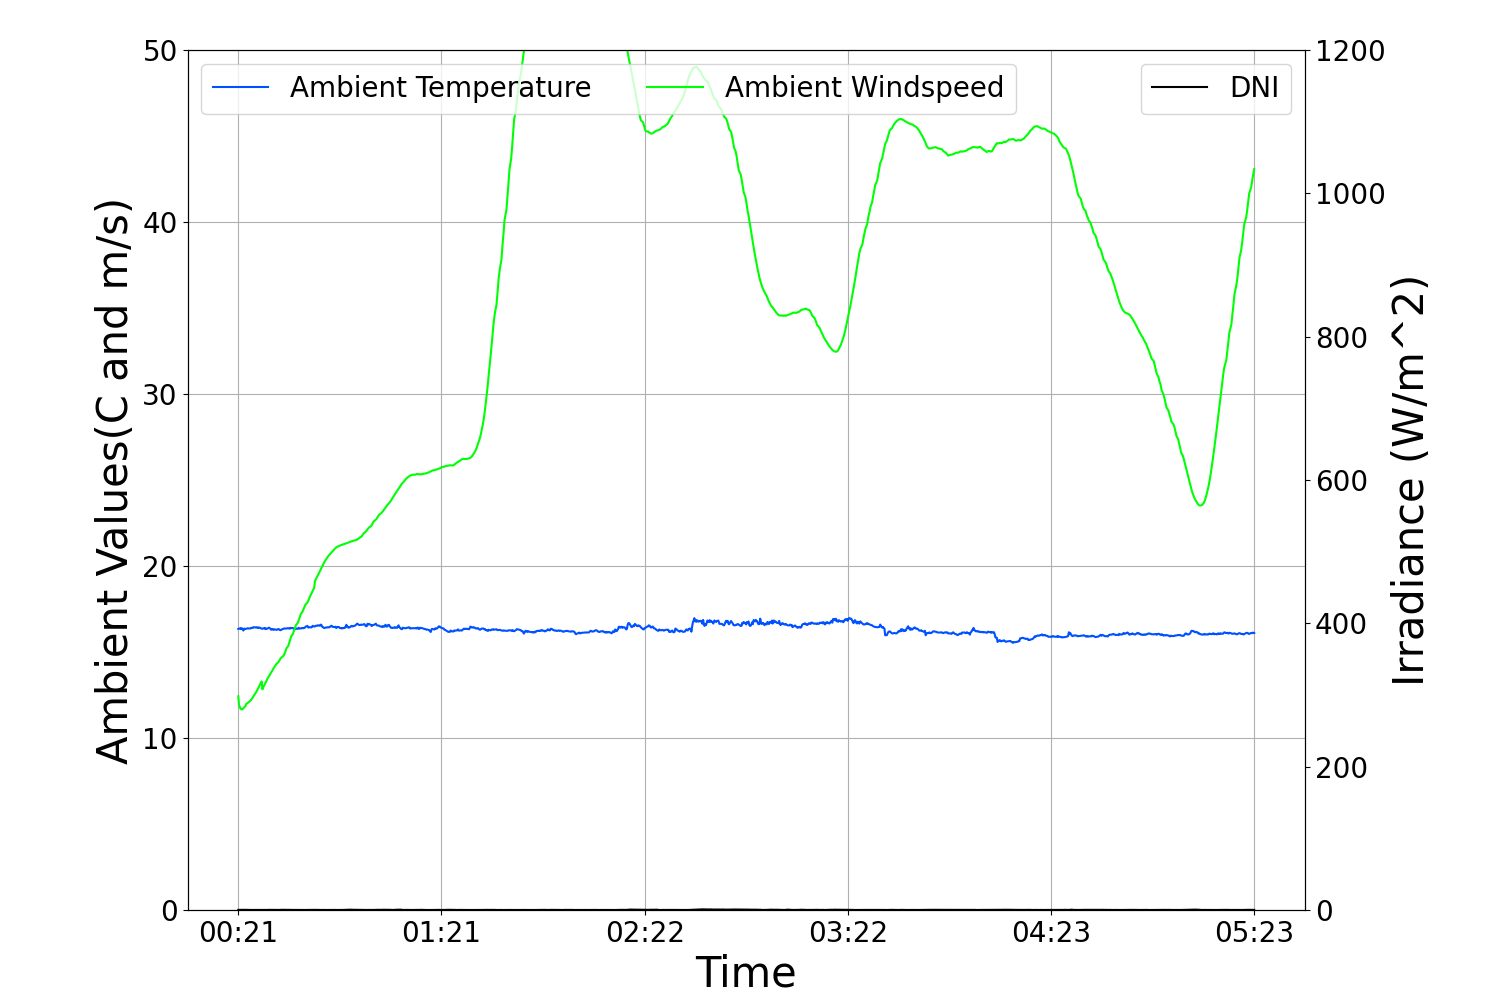 Ambient Temperature
Ambient Windspeed
DNI
Ambient Values(C and m/s)
50
40
30
20
10
0
Irradiance (W/m^2)
1200
1000
800
600
400
200
0
00:21 01:21 02:22 03:22 04:23 05:23
Time